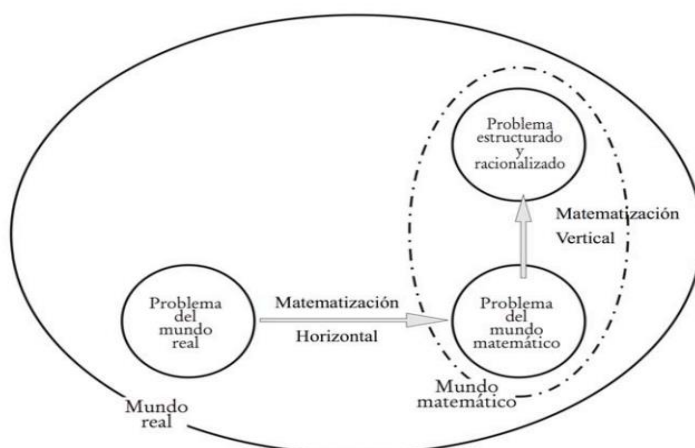 Problema
estructurado
y
racionalizado
Matematización
Vertical
Problema
del
mundo
real
Matematización
Horizontal
Problema
del
mundo
matemático
Mundo
matemático
Mundo
real